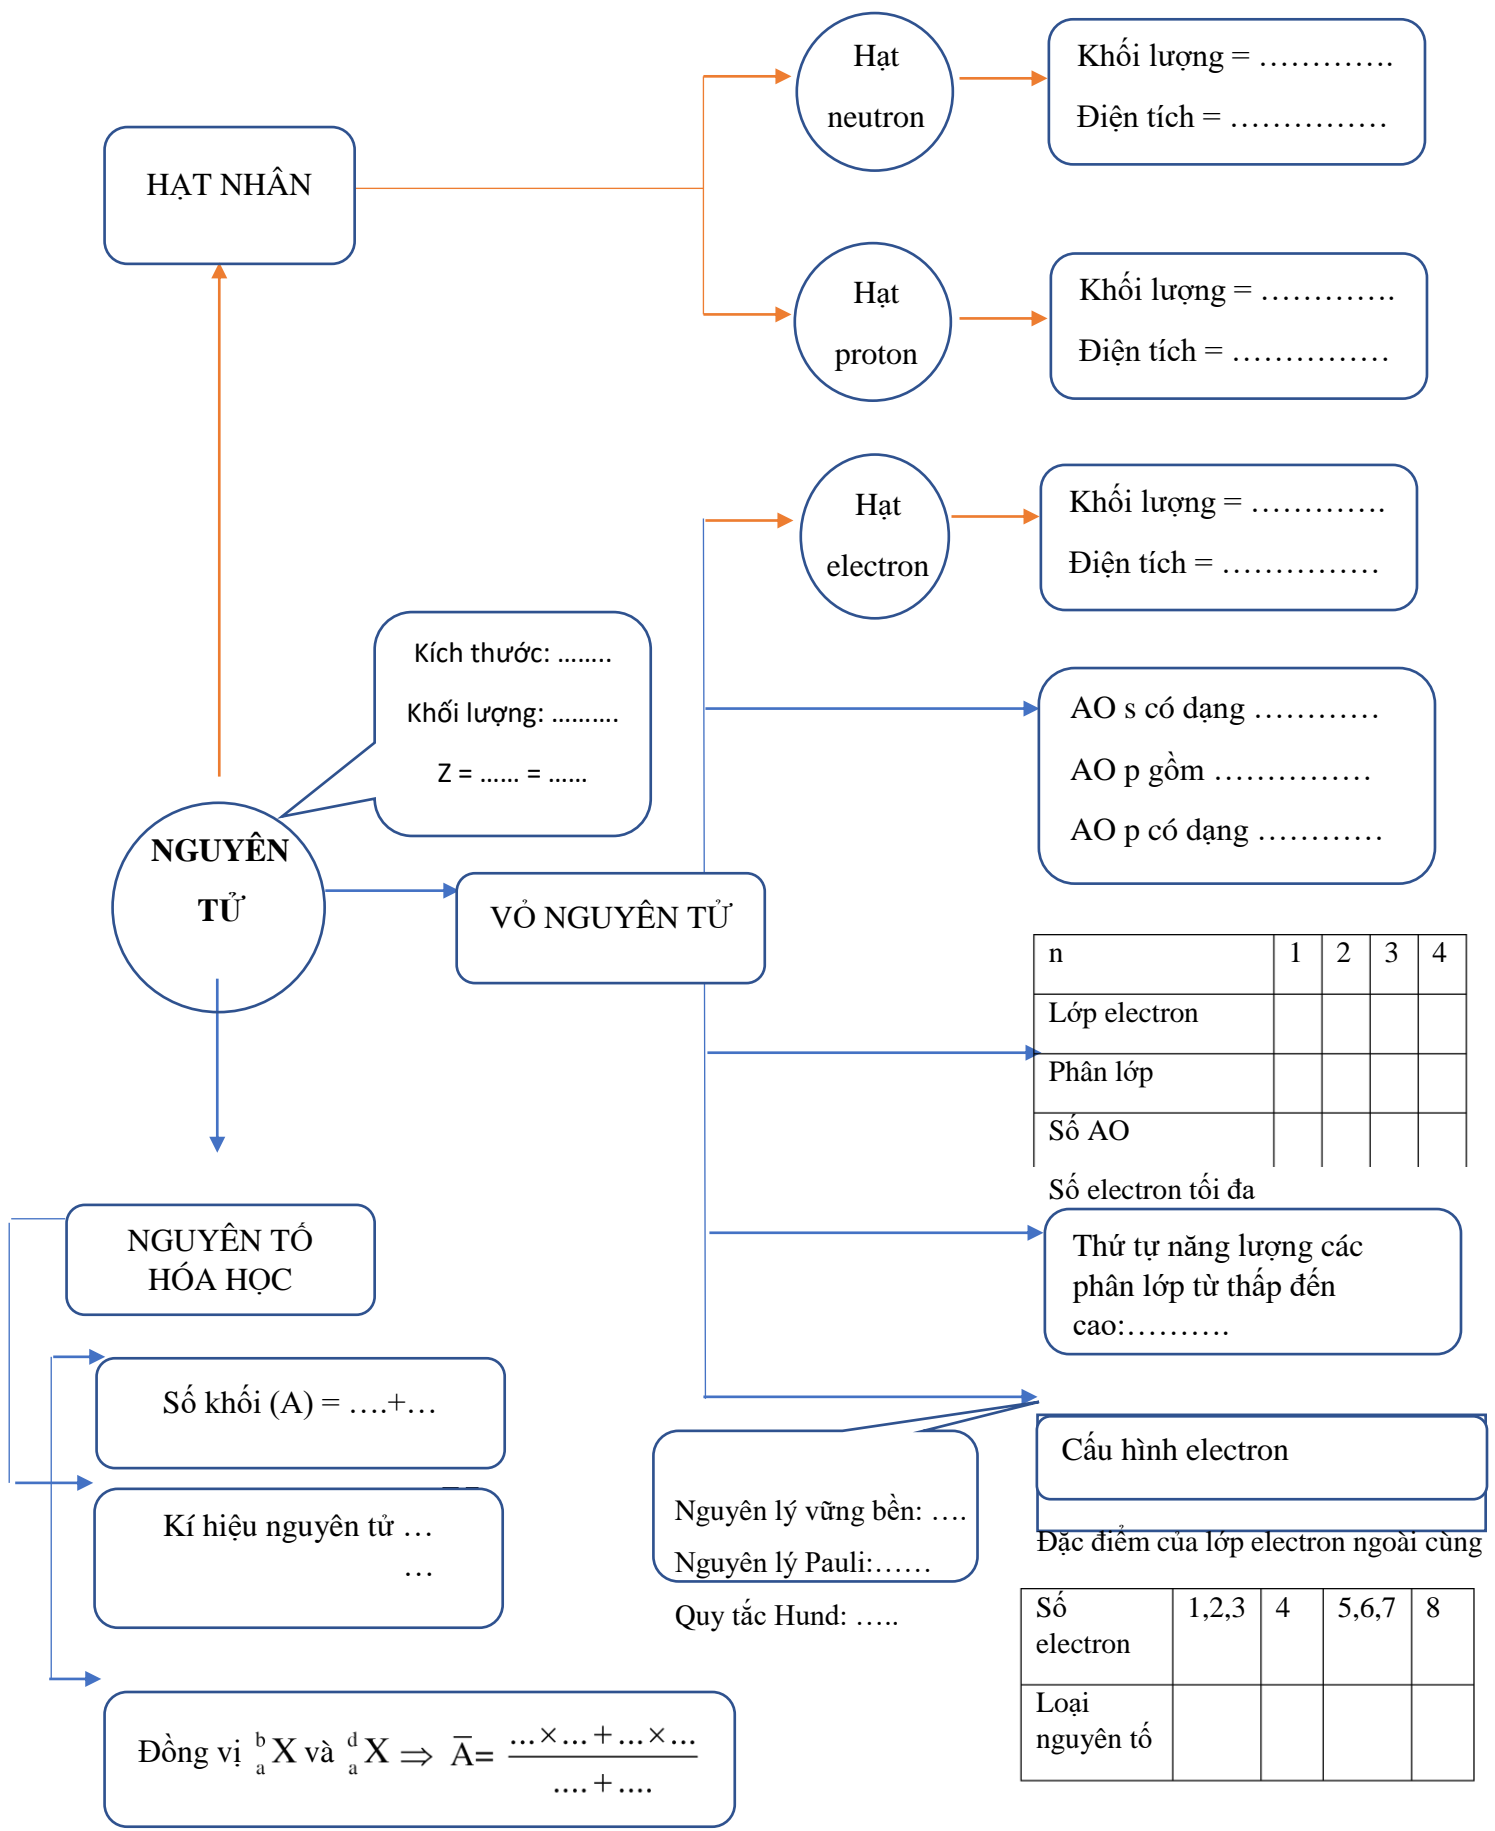 Hạt
neutron
Khối lượng = ………….
Điện tích = ……………
HẠT NHÂN
Hạt
proton
Khối lượng = ………….
Điện tích = ……………
Hạt
electron
Khối lượng = ………….
Điện tích = ……………
Kích thước: ........
Khối lượng: ..........
Z = ...... = ......
AO s có dạng …………
AO p gồm ……………
AO p có dạng …………
NGUYÊN
TỬ
VỎ NGUYÊN TỬ
n 1 2 3 4
Lớp electron
Phân lớp
Số AO
Số electron tối đa
Thứ tự năng lượng các
phân lớp từ thấp đến
cao:……….
NGUYÊN TỐ
HÓA HỌC
Số khối (A) = ….+…
Kí hiệu nguyên tử …
…
Cấu hình electron
Nguyên lý vững bền: ….
Nguyên lý Pauli:……
Quy tắc Hund: …..
Đặc điểm của lớp electron ngoài cùng
Số 1,2,3 4 5,6,7 8
electron
Loại
nguyên tố
Đồng vị ᵇₐX và ᵈₐX ⇒ A̅= ...×...+...×...
....+....